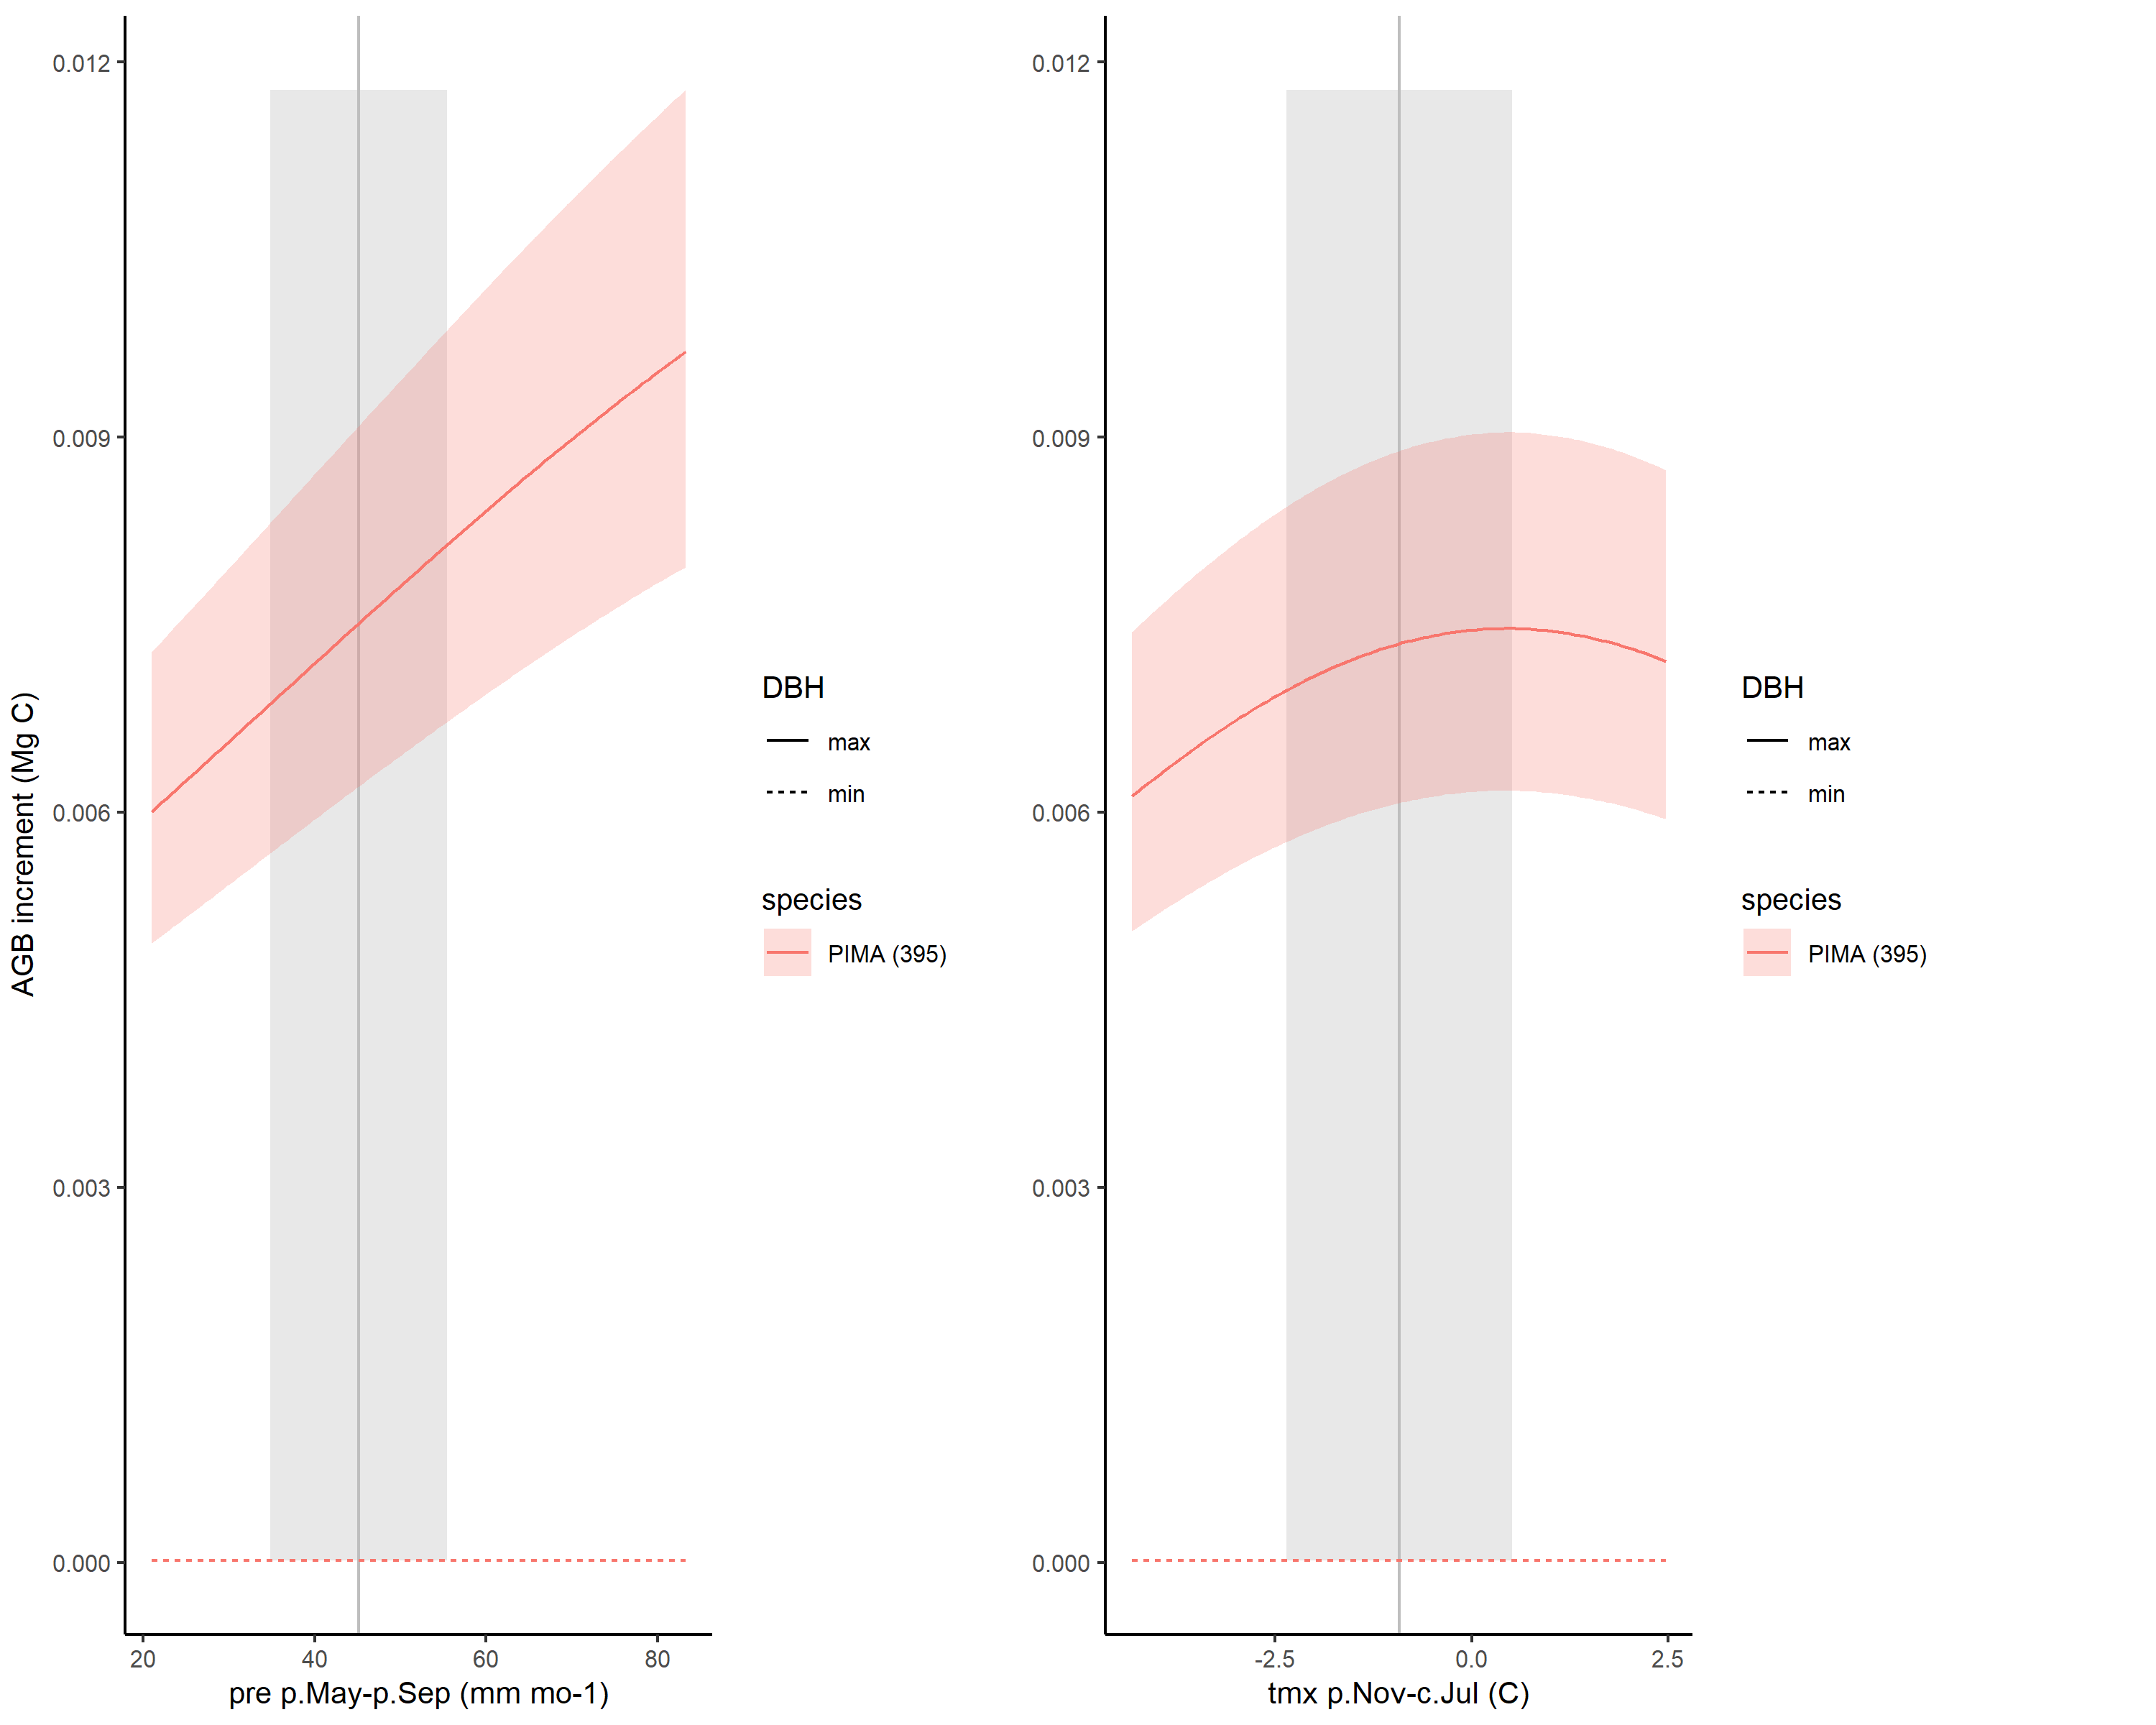 AGB increment (Mg C)
0.012
0.009
0.006
0.003
0.000
20 40 60 80
pre p.May-p.Sep (mm mo-1)
DBH
max
min
species
PIMA (395)
0.012
0.009
0.006
0.003
0.000
-2.5 0.0 2.5
tmx p.Nov-c.Jul (C)
DBH
max
min
species
PIMA (395)